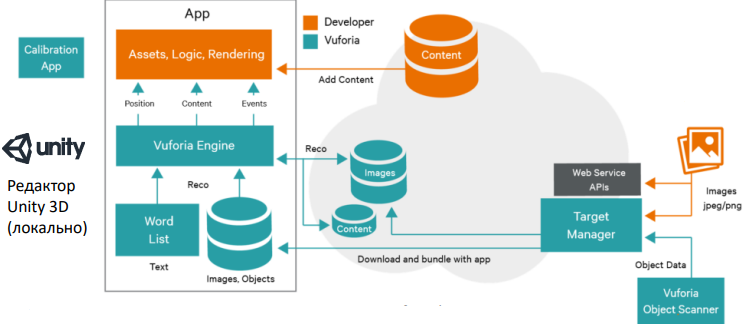 App
Developer
Vuforia
Calibration
App
Assets, Logic, Rendering
Content
Add Content
Position
Content
Events
unity
Редактор
Unity 3D
(локально)
Vuforia Engine
Reco
Images
Reco
Content
Word
List
Text
Images, Objects
Web Service
APIs
Images
jpeg/png
Target
Manager
Download and bundle with app
Object Data
Vuforia
Object Scanner